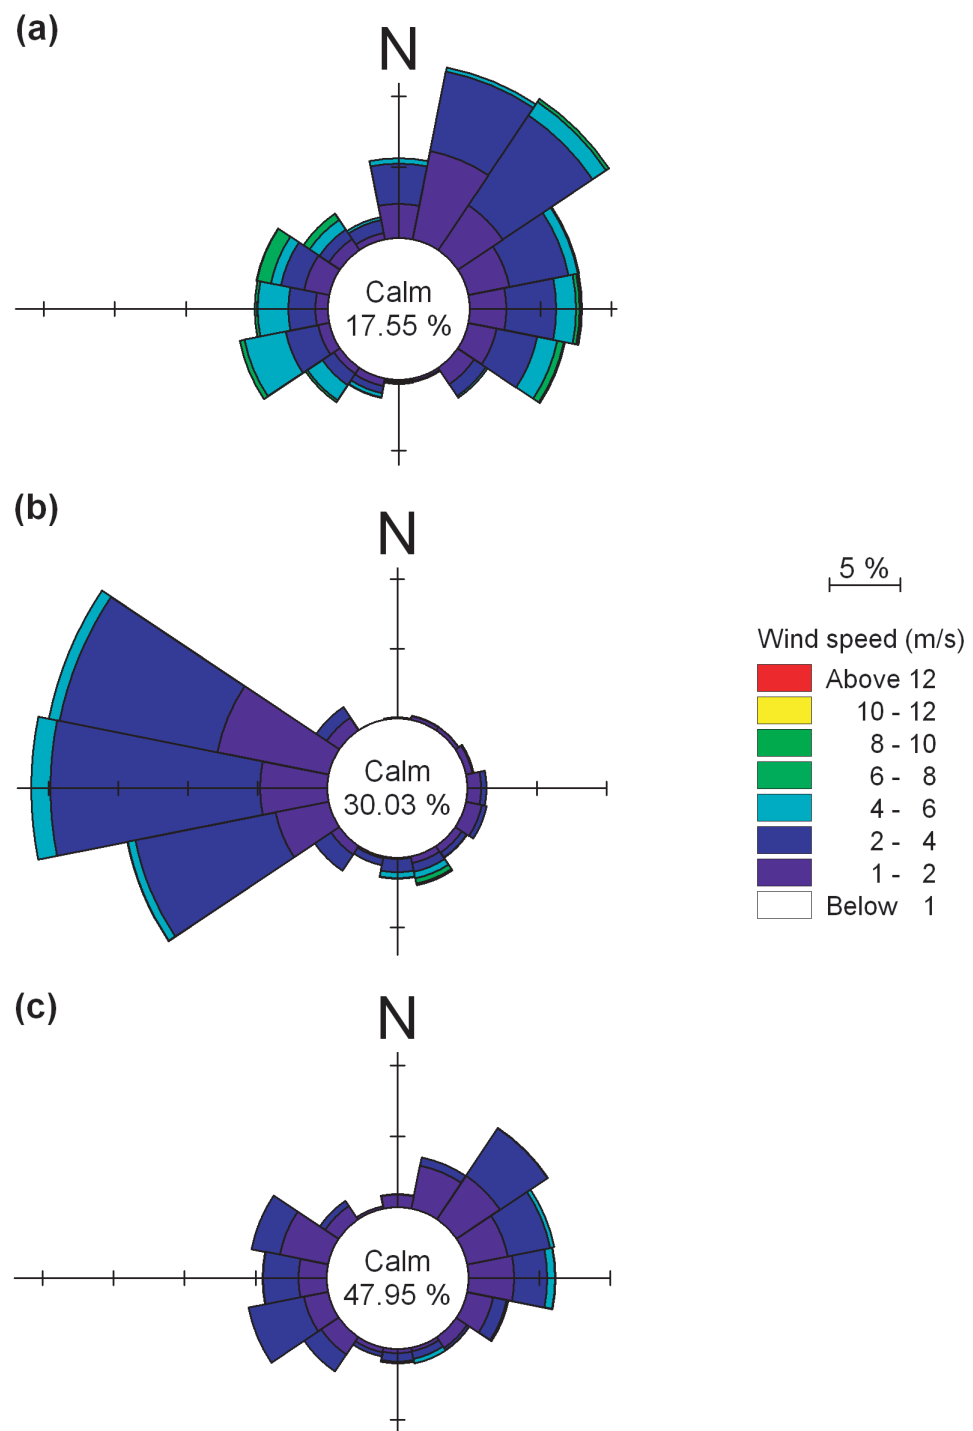 (a)
N
Calm
17.55 %
(b)
N
Calm
30.03 %
5 %
Wind speed (m/s)
Above 12
10 - 12
8 - 10
6 - 8
4 - 6
2 - 4
1 - 2
Below 1
(c)
N
Calm
47.95 %